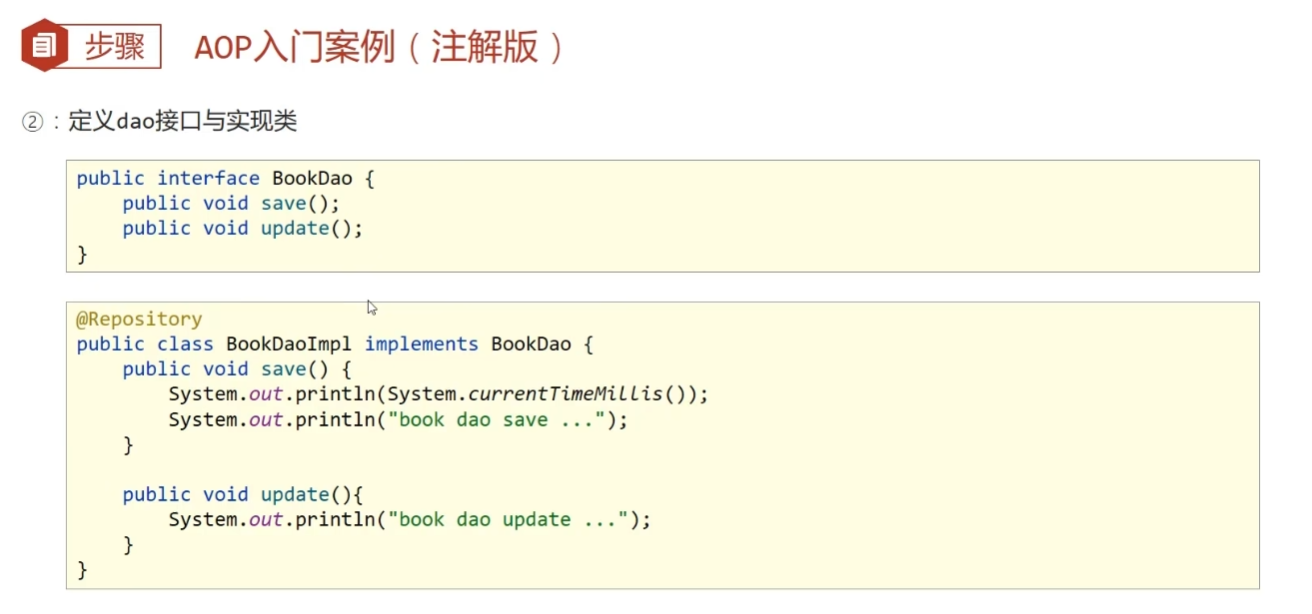 步骤 AOP入门案例（注解版）
②：定义dao接口与实现类
public interface BookDao {
    public void save();
    public void update();
}
@Repository
public class BookDaoImpl implements BookDao {
    public void save() {
        System.out.println(System.currentTimeMillis());
        System.out.println("book dao save ...");
    }
    public void update(){
        System.out.println("book dao update ...");
    }
}